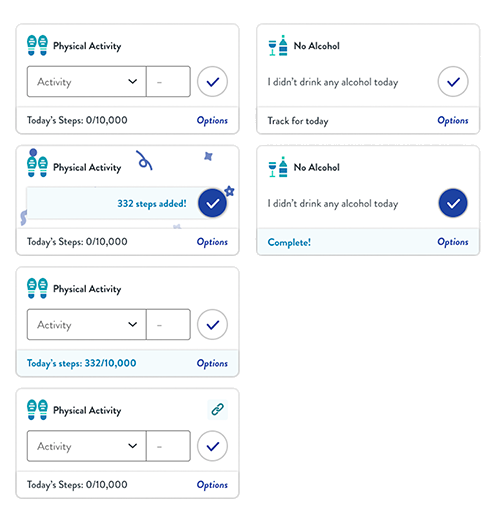 Physical Activity
Activity –
Today's Steps: 0/10,000 Options
Physical Activity
332 steps added!
Today's Steps: 0/10,000 Options
Physical Activity
Activity –
Today's steps: 332/10,000 Options
Physical Activity
Activity –
Today's Steps: 0/10,000 Options
No Alcohol
I didn't drink any alcohol today
Track for today Options
No Alcohol
I didn't drink any alcohol today
Complete! Options